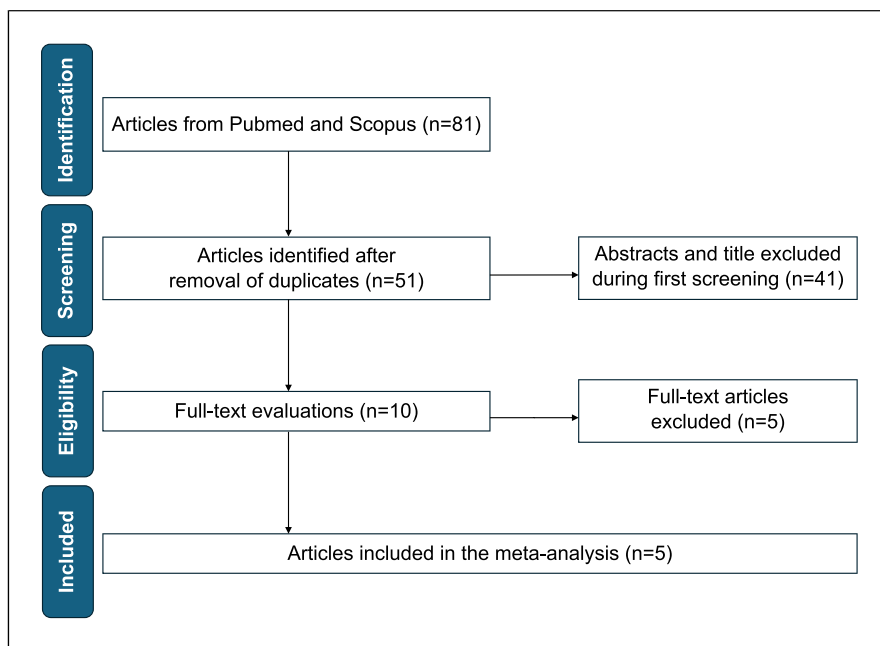 Identification
Articles from Pubmed and Scopus (n=81)
Screening
Articles identified after
removal of duplicates (n=51)
Abstracts and title excluded
during first screening (n=41)
Eligibility
Full-text evaluations (n=10)
Full-text articles
excluded (n=5)
Included
Articles included in the meta-analysis (n=5)